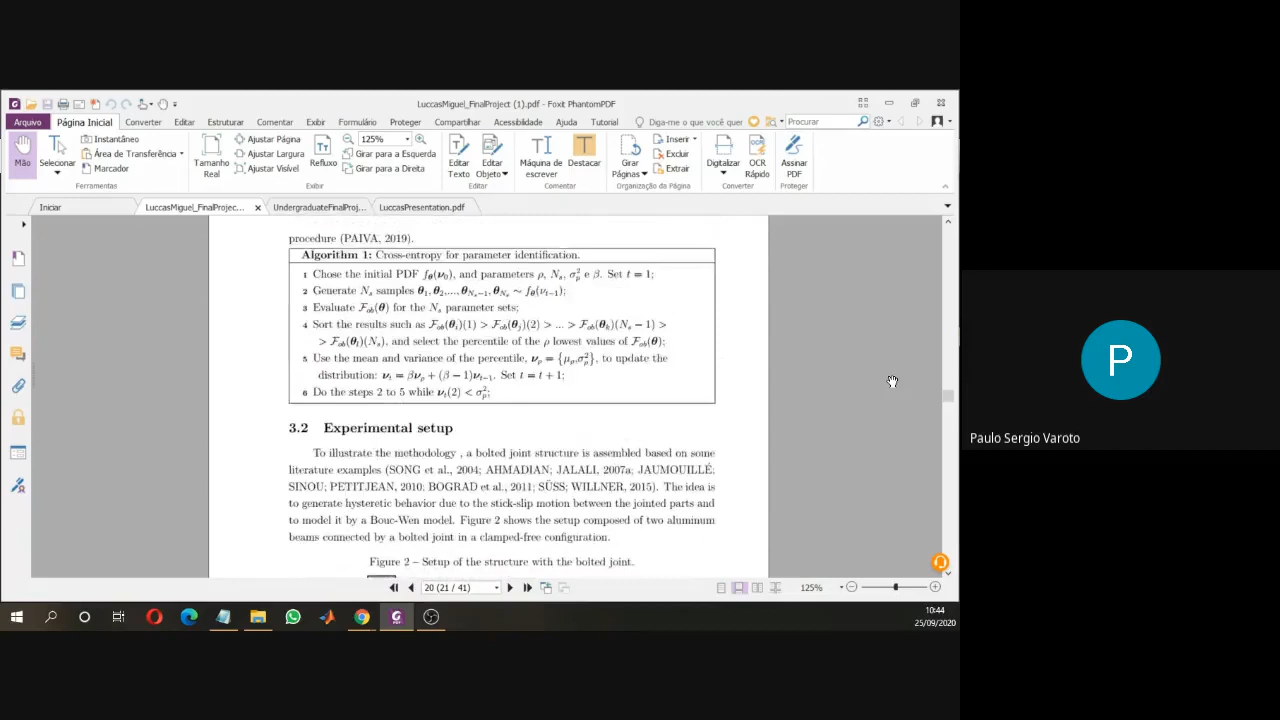 LuccasMiguel_FinalProject (1).pdf - Foxit PhantomPDF
Arquivo Página Inicial Converter Editar Estruturar Comentar Exibir Formulário Proteger Compartilhar Acessibilidade Ajuda Tutorial Diga-me o que você quer Procurar
Mão
Selecionar
Instantâneo
Área de Transferência
Marcador
Ferramentas
Tamanho Real
Ajustar Página
Ajustar Largura
Ajustar Visível
Refluxo
125%
Girar para a Esquerda
Girar para a Direita
Exibir
Editar Texto
Editar Objeto
Editar
Máquina de escrever
Destacar
Comentar
Girar Páginas
Inserir
Excluir
Extrair
Organização da Página
Digitalizar
OCR Rápido
Converter
Assinar PDF
Proteger
Iniciar LuccasMiguel_FinalProjec... UndergraduateFinalProj... LuccasPresentation.pdf
procedure (PAIVA, 2019).
Algorithm 1: Cross-entropy for parameter identification.
1 Chose the initial PDF f_θ(ν₀), and parameters ρ, N_s, σ_p² e β. Set t = 1;
2 Generate N_s samples θ₁, θ₂,...., θ_{N_s−1}, θ_{N_s} ∼ f_θ(ν_{t−1});
3 Evaluate F_ob(θ) for the N_s parameter sets;
4 Sort the results such as F_ob(θ_i)(1) > F_ob(θ_j)(2) > ... > F_ob(θ_k)(N_s − 1) >
> F_ob(θ_l)(N_s), and select the percentile of the ρ lowest values of F_ob(θ);
5 Use the mean and variance of the percentile, ν_p = {μ_p, σ_p²}, to update the
distribution: ν_t = βν_p + (β − 1)ν_{t−1}. Set t = t + 1;
6 Do the steps 2 to 5 while ν_t(2) < σ_p²;
3.2 Experimental setup
To illustrate the methodology , a bolted joint structure is assembled based on some
literature examples (SONG et al., 2004; AHMADIAN; JALALI, 2007a; JAUMOUILLÉ;
SINOU; PETITJEAN, 2010; BOGRAD et al., 2011; SÜSS; WILLNER, 2015). The idea is
to generate hysteretic behavior due to the stick-slip motion between the jointed parts and
to model it by a Bouc-Wen model. Figure 2 shows the setup composed of two aluminum
beams connected by a bolted joint in a clamped-free configuration.
Figure 2 – Setup of the structure with the bolted joint.
20 (21 / 41) 125%
10:44
25/09/2020
P
Paulo Sergio Varoto